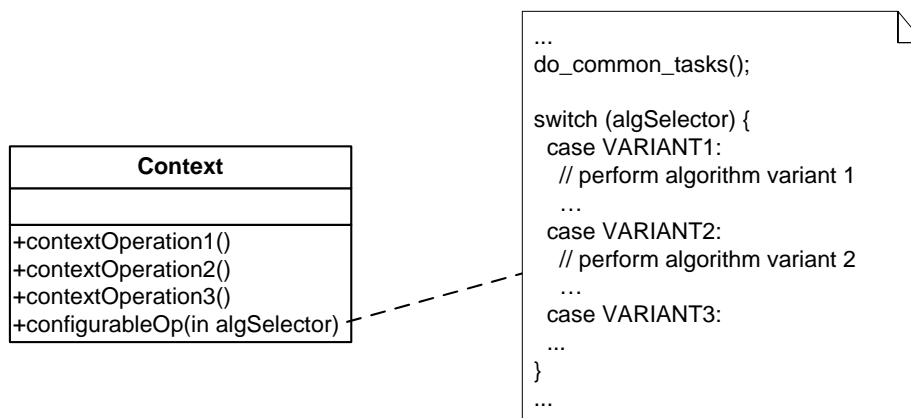 Context
+contextOperation1()
+contextOperation2()
+contextOperation3()
+configurableOp(in algSelector)
...
do_common_tasks();
switch (algSelector) {
case VARIANT1:
// perform algorithm variant 1
…
case VARIANT2:
// perform algorithm variant 2
…
case VARIANT3:
...
}
...